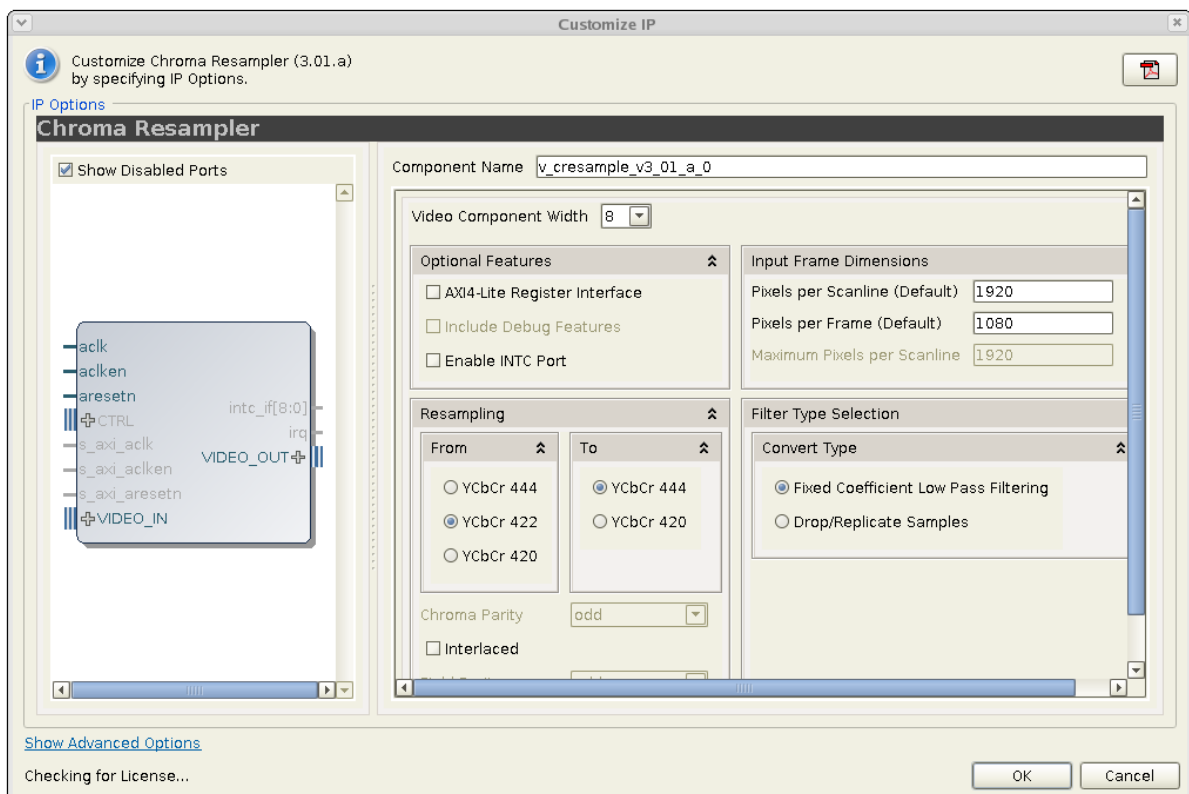 Customize IP
Customize Chroma Resampler (3.01.a)
by specifying IP Options.
IP Options
Chroma Resampler
Show Disabled Ports
aclk
aclken
aresetn
CTRL
s_axi_aclk
s_axi_aclken
s_axi_aresetn
VIDEO_IN
intc_if[8:0]
irq
VIDEO_OUT
Component Name v_cresample_v3_01_a_0
Video Component Width 8
Optional Features
AXI4-Lite Register Interface
Include Debug Features
Enable INTC Port
Input Frame Dimensions
Pixels per Scanline (Default) 1920
Pixels per Frame (Default) 1080
Maximum Pixels per Scanline 1920
Resampling
From
YCbCr 444
YCbCr 422
YCbCr 420
To
YCbCr 444
YCbCr 420
Chroma Parity odd
Interlaced
Filter Type Selection
Convert Type
Fixed Coefficient Low Pass Filtering
Drop/Replicate Samples
Show Advanced Options
Checking for License...
OK
Cancel